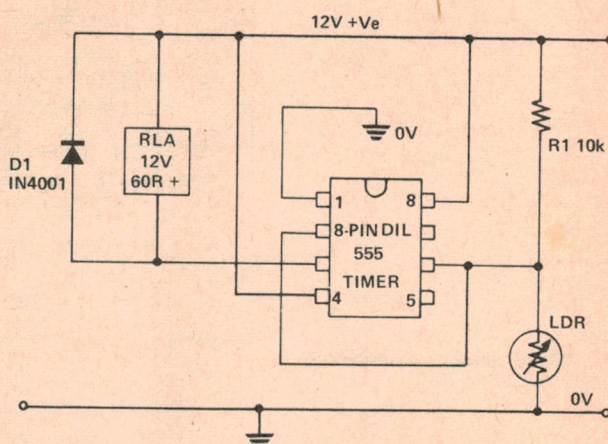 12V +Ve
RLA
12V
60R +
D1
IN4001
0V
R1 10k
1
8
8-PIN DIL
555
TIMER
4
5
LDR
0V